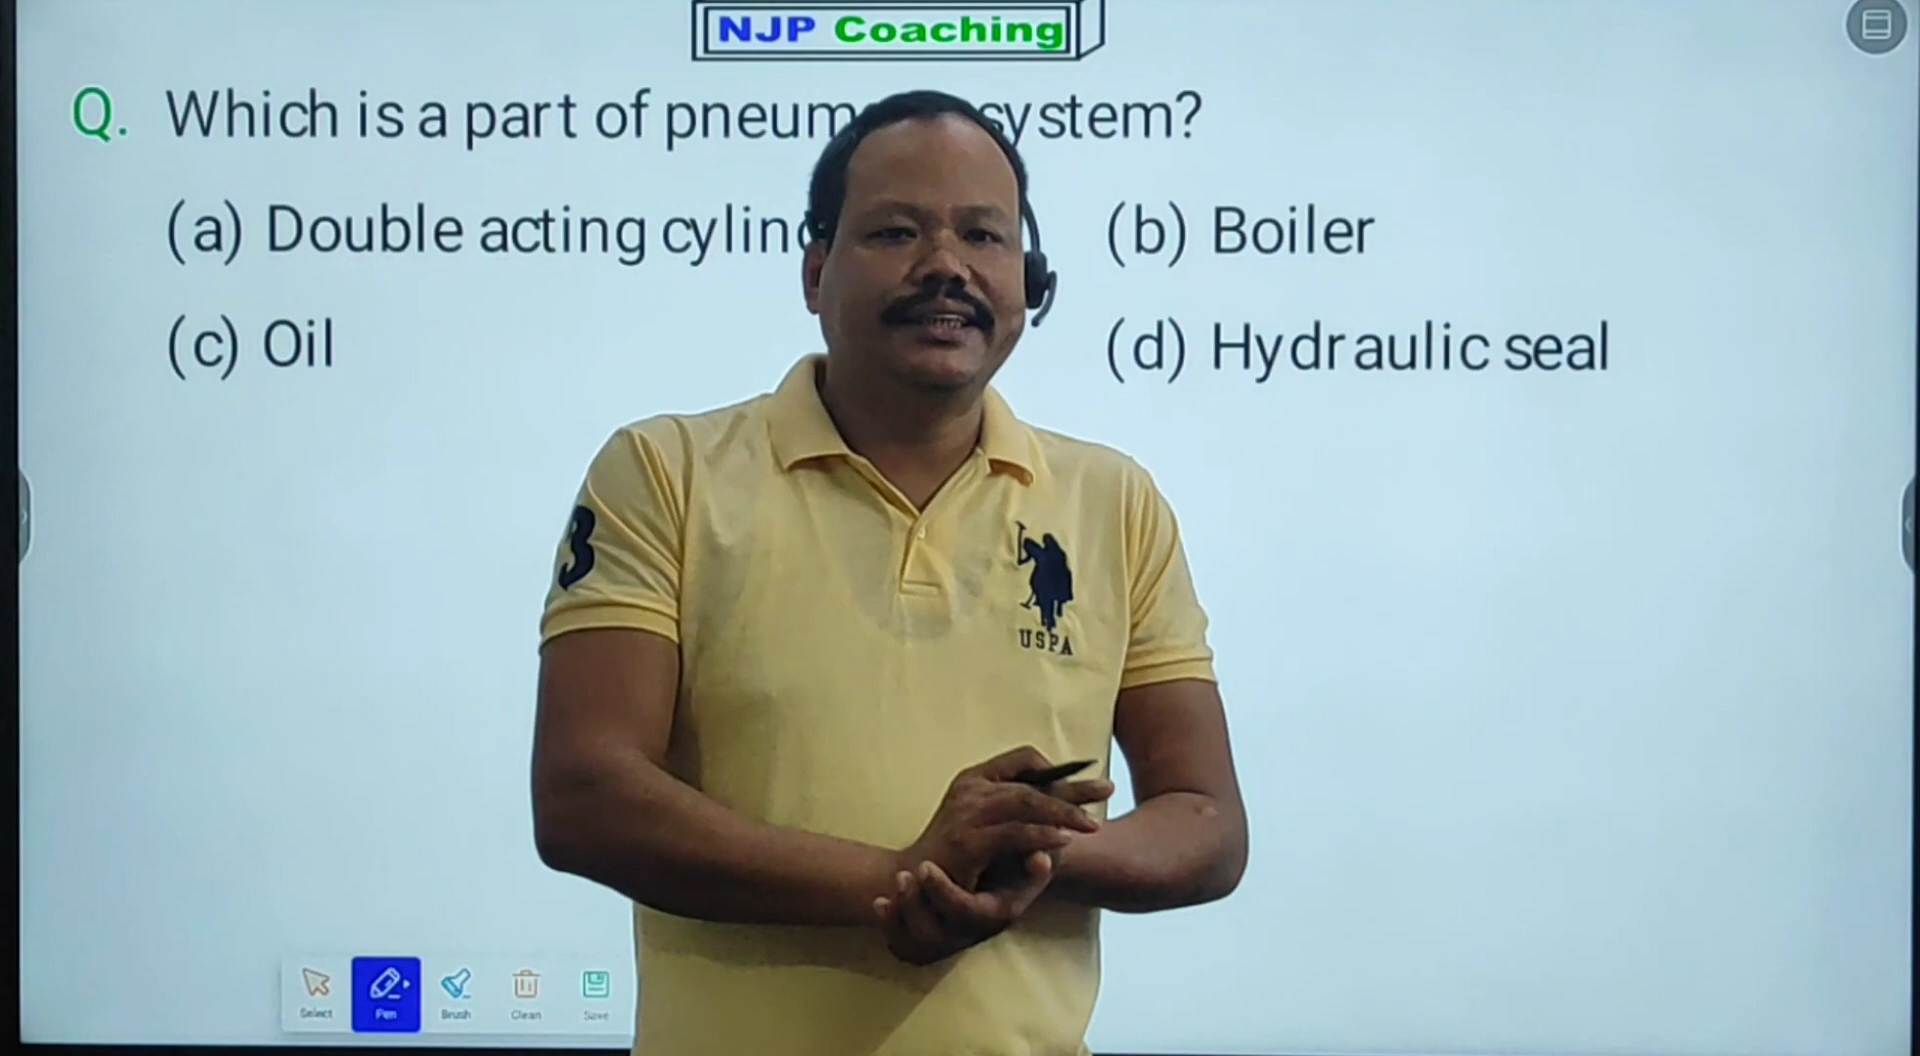 NJP Coaching
Q. Which is a part of pneum system?
(a) Double acting cylin
(b) Boiler
(c) Oil
(d) Hydraulic seal
3
USPA
Select Pen Brush Clean Save